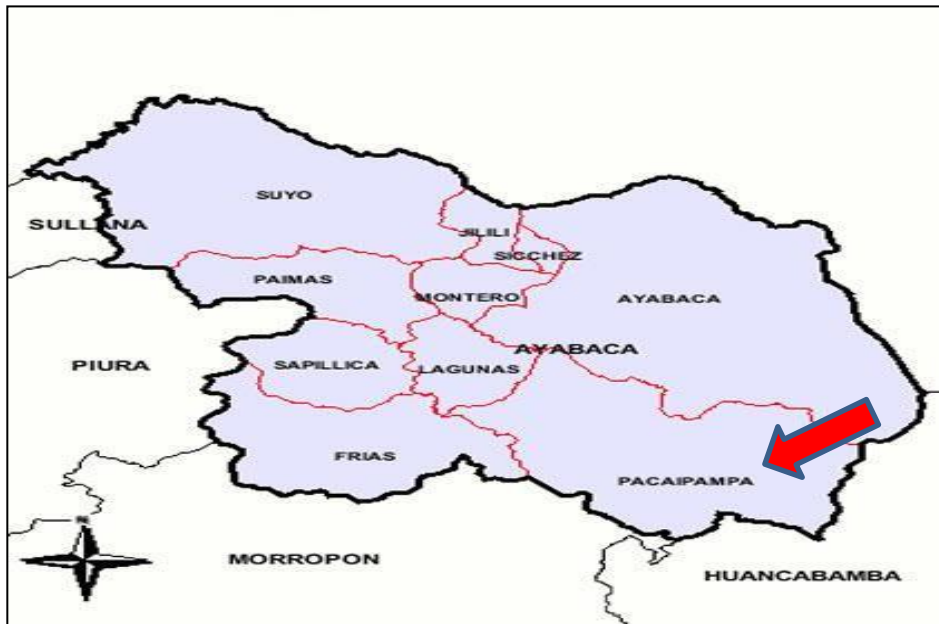 SUYO
SULLANA
JILILI
SICCHEZ
PAIMAS
MONTERO
AYABACA
AYABACA
PIURA
SAPILLICA
LAGUNAS
FRIAS
PACAIPAMPA
N
MORROPON
HUANCABAMBA